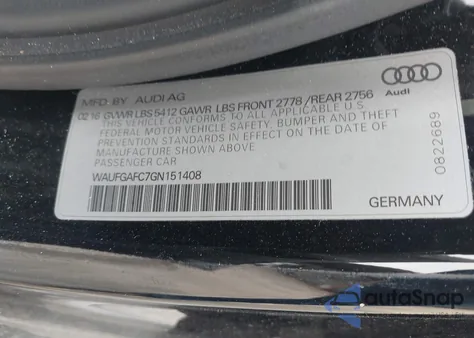 MFD. BY AUDI AG
02.16 GVWR LBS 5412 GAWR LBS FRONT 2778 /REAR 2756
THIS VEHICLE CONFORMS TO ALL APPLICABLE U.S.
FEDERAL MOTOR VEHICLE SAFETY, BUMPER AND THEFT
PREVENTION STANDARDS IN EFFECT ON THE DATE OF
MANUFACTURE SHOWN ABOVE.
PASSENGER CAR
WAUFGAFC7GN151408
Audi
0822689
GERMANY
autoSnap